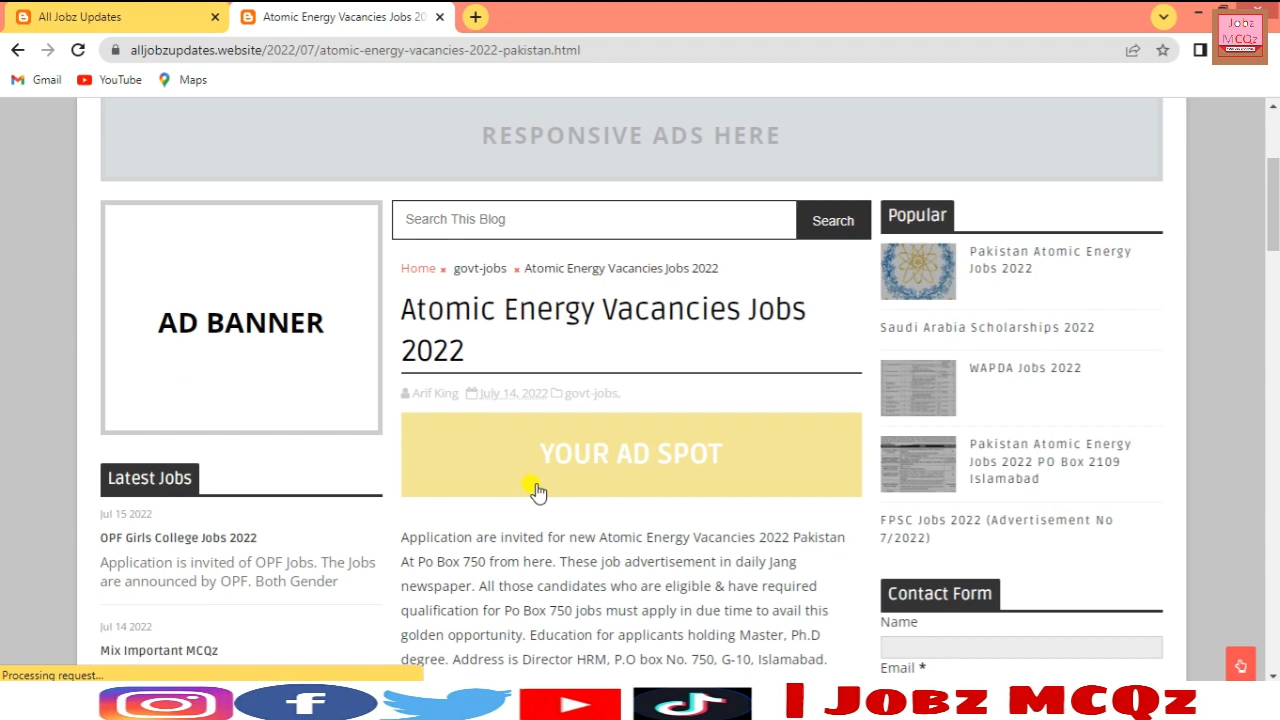 All Jobz Updates
Atomic Energy Vacancies Jobs 20
Jobz
MCQz
alljobzupdates.website/2022/07/atomic-energy-vacancies-2022-pakistan.html
Gmail
YouTube
Maps
RESPONSIVE ADS HERE
Search This Blog
Search
Home × govt-jobs × Atomic Energy Vacancies Jobs 2022
Atomic Energy Vacancies Jobs
2022
Arif King July 14, 2022 govt-jobs,
YOUR AD SPOT
Application are invited for new Atomic Energy Vacancies 2022 Pakistan
At Po Box 750 from here. These job advertisement in daily Jang
newspaper. All those candidates who are eligible & have required
qualification for Po Box 750 jobs must apply in due time to avail this
golden opportunity. Education for applicants holding Master, Ph.D
degree. Address is Director HRM, P.O box No. 750, G-10, Islamabad.
AD BANNER
Latest Jobs
Jul 15 2022
OPF Girls College Jobs 2022
Application is invited of OPF Jobs. The Jobs
are announced by OPF. Both Gender
Jul 14 2022
Mix Important MCQz
Popular
Pakistan Atomic Energy
Jobs 2022
Saudi Arabia Scholarships 2022
WAPDA Jobs 2022
Pakistan Atomic Energy
Jobs 2022 PO Box 2109
Islamabad
FPSC Jobs 2022 (Advertisement No
7/2022)
Contact Form
Name
Email *
Processing request...
| Jobz MCQz